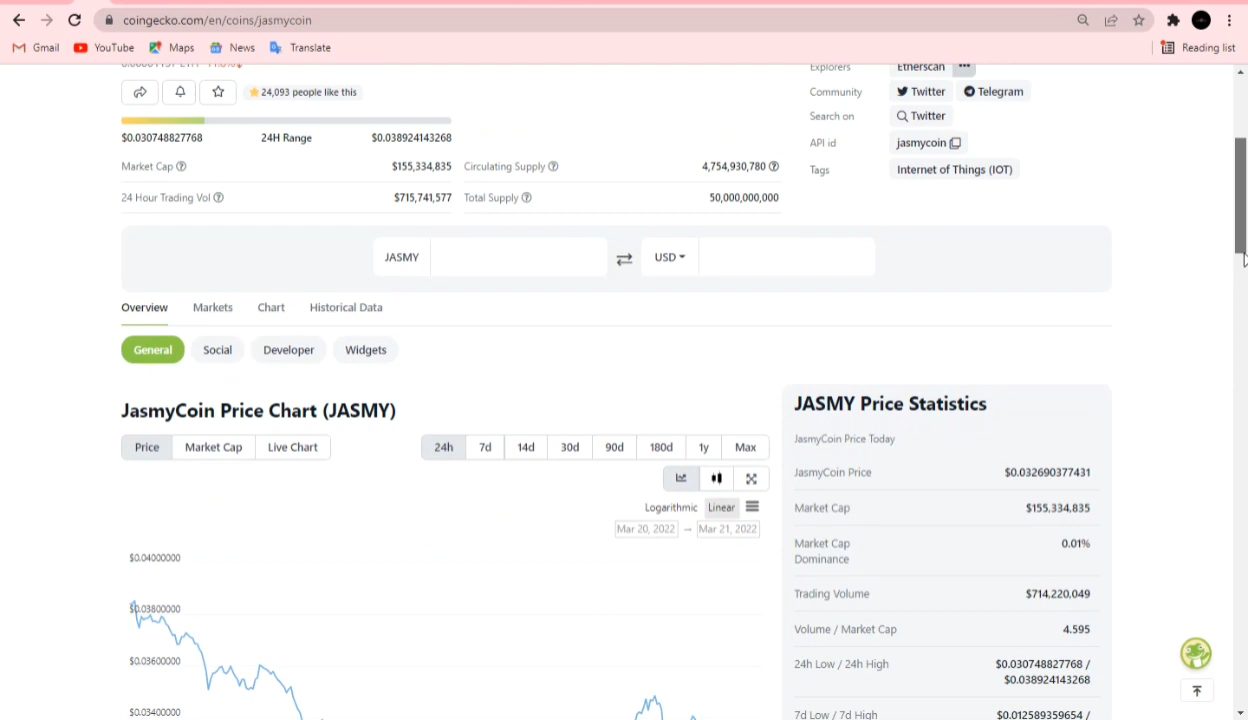 coingecko.com/en/coins/jasmycoin
Gmail YouTube Maps News Translate Reading list
24,093 people like this
$0.030748827768 24H Range $0.038924143268
Market Cap $155,334,835 Circulating Supply 4,754,930,780
24 Hour Trading Vol $715,741,577 Total Supply 50,000,000,000
Explorers Etherscan •••
Community Twitter Telegram
Search on Twitter
API id jasmycoin
Tags Internet of Things (IOT)
JASMY USD
Overview Markets Chart Historical Data
General Social Developer Widgets
JasmyCoin Price Chart (JASMY)
Price Market Cap Live Chart 24h 7d 14d 30d 90d 180d 1y Max
Logarithmic Linear
Mar 20, 2022 → Mar 21, 2022
$0.04000000
$0.03800000
$0.03600000
$0.03400000
JASMY Price Statistics
JasmyCoin Price Today
JasmyCoin Price $0.032690377431
Market Cap $155,334,835
Market Cap 0.01%
Dominance
Trading Volume $714,220,049
Volume / Market Cap 4.595
24h Low / 24h High $0.030748827768 /
$0.038924143268
7d Low / 7d High $0.012589359654 /